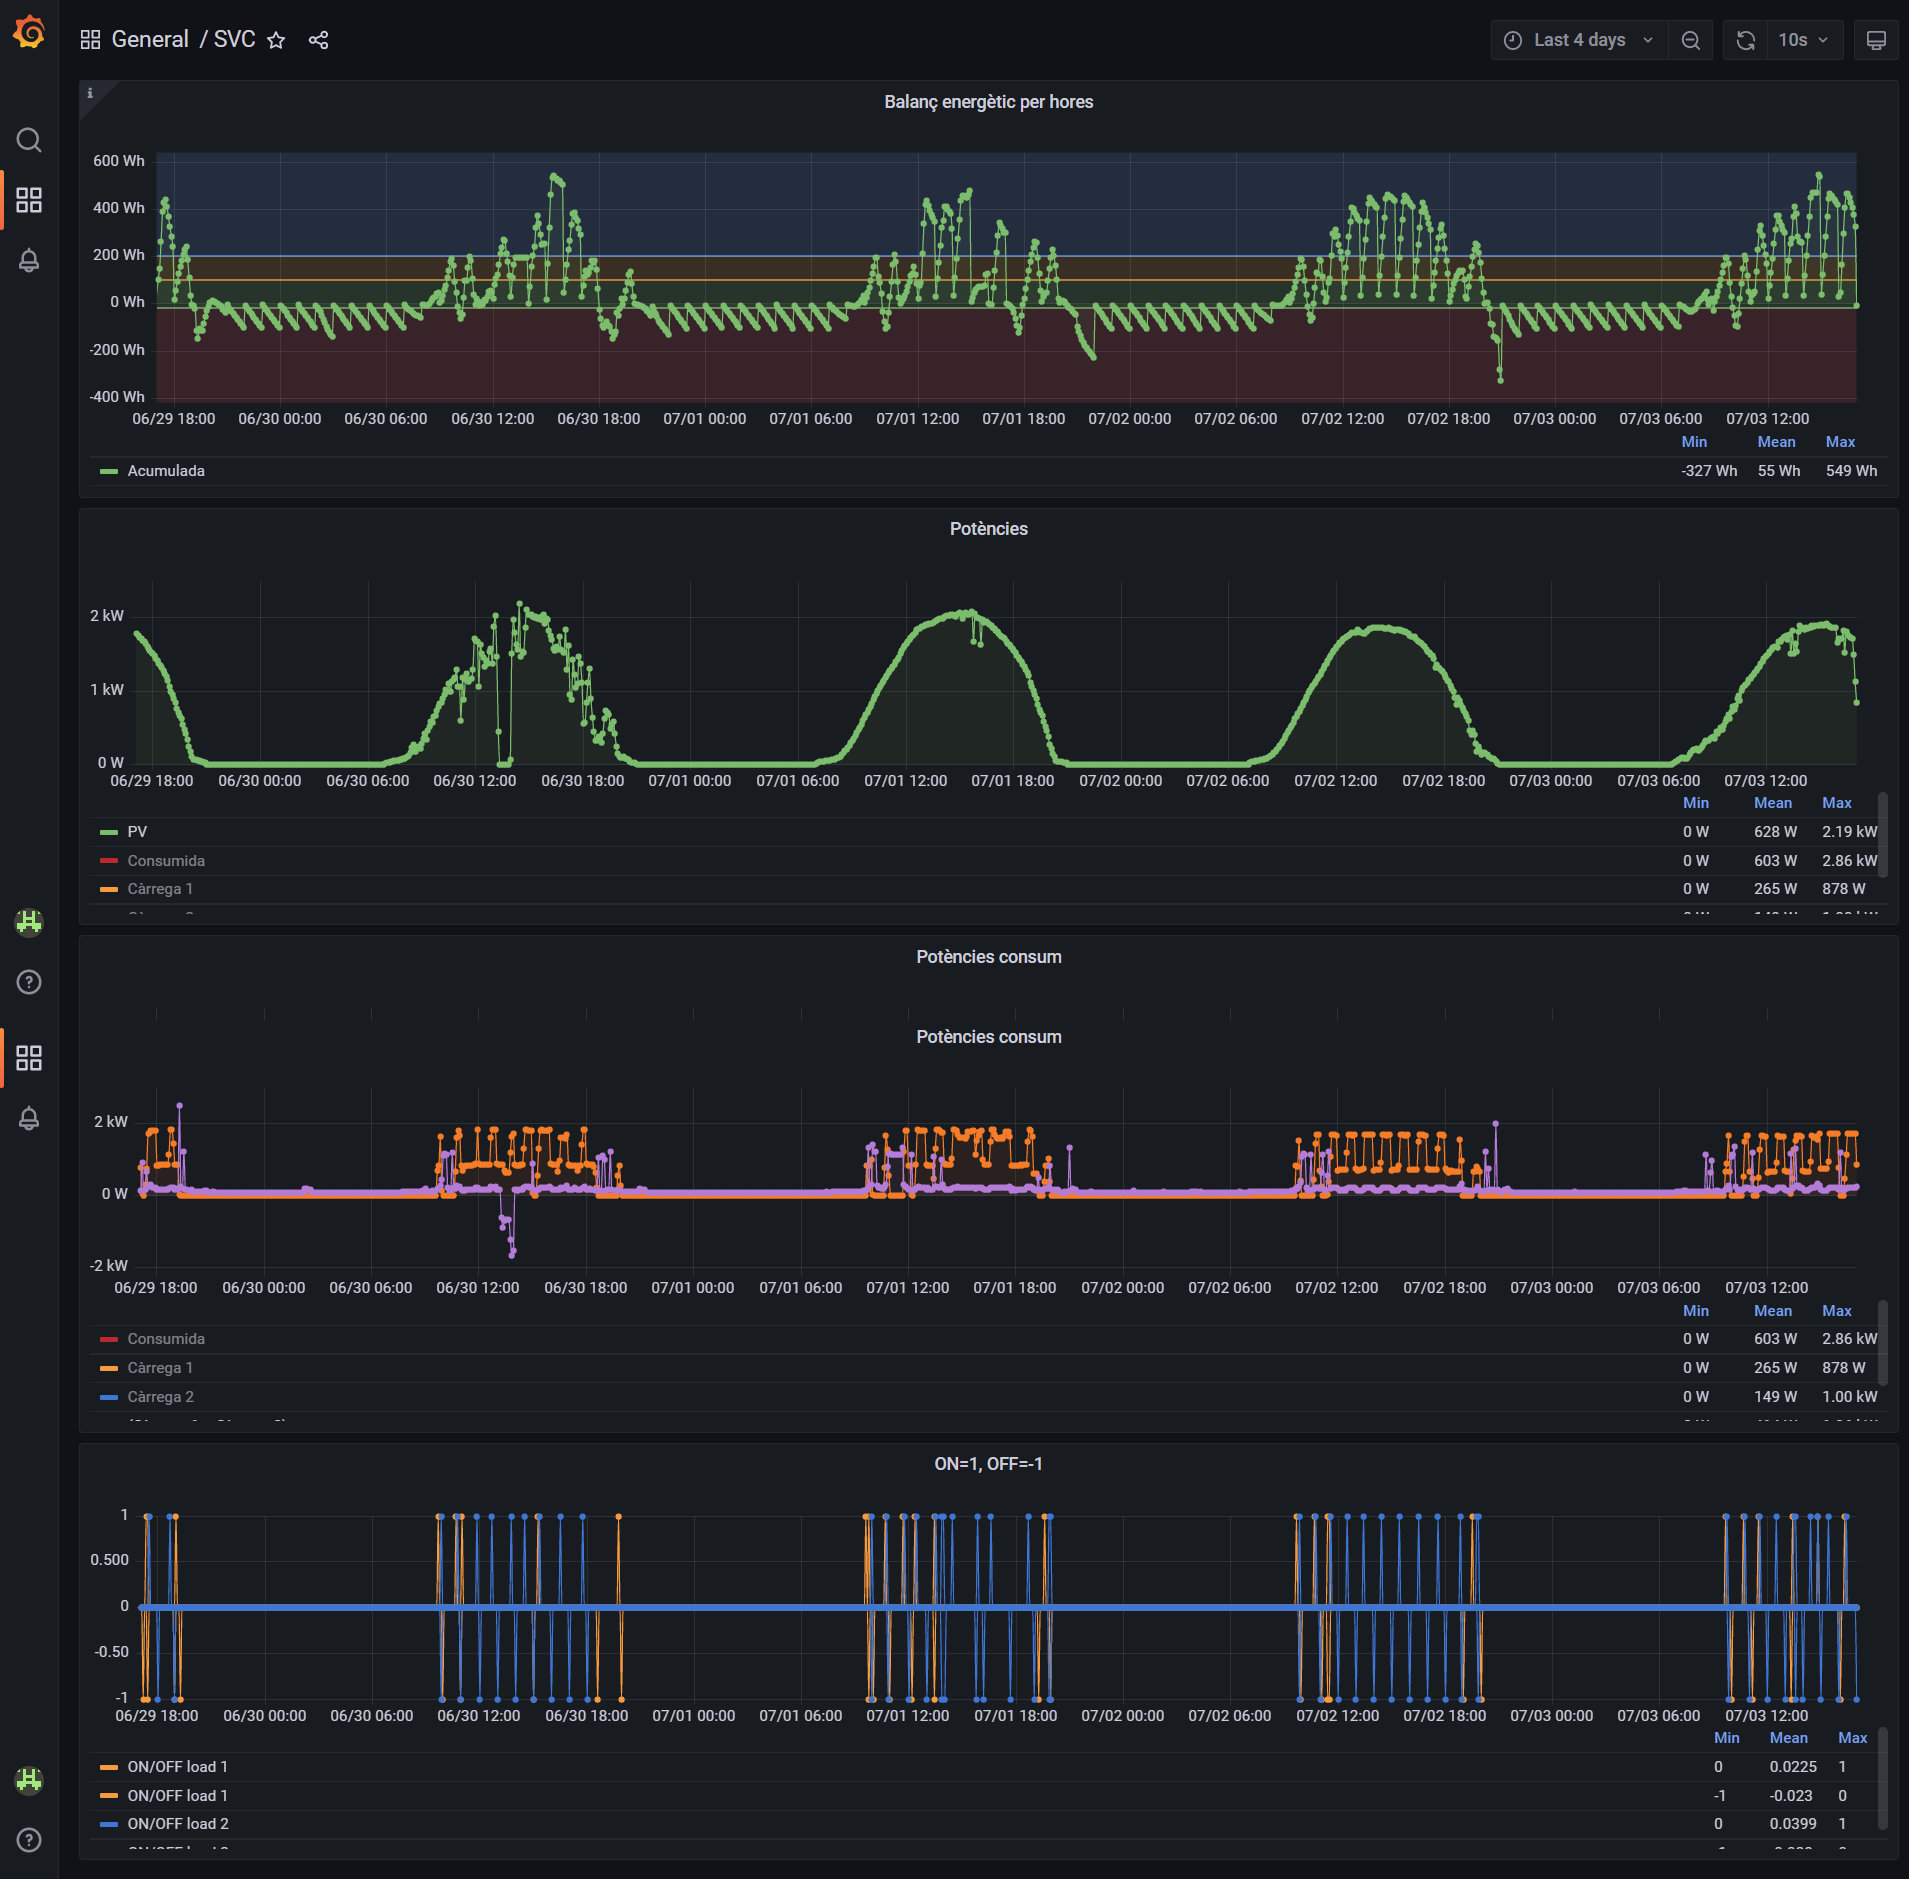 General / SVC
Last 4 days
10s
Balanç energètic per hores
600 Wh
400 Wh
200 Wh
0 Wh
-200 Wh
-400 Wh
06/29 18:00 06/30 00:00 06/30 06:00 06/30 12:00 06/30 18:00 07/01 00:00 07/01 06:00 07/01 12:00 07/01 18:00 07/02 00:00 07/02 06:00 07/02 12:00 07/02 18:00 07/03 00:00 07/03 06:00 07/03 12:00
Min Mean Max
Acumulada -327 Wh 55 Wh 549 Wh
Potències
2 kW
1 kW
0 W
06/29 18:00 06/30 00:00 06/30 06:00 06/30 12:00 06/30 18:00 07/01 00:00 07/01 06:00 07/01 12:00 07/01 18:00 07/02 00:00 07/02 06:00 07/02 12:00 07/02 18:00 07/03 00:00 07/03 06:00 07/03 12:00
Min Mean Max
PV 0 W 628 W 2.19 kW
Consumida 0 W 603 W 2.86 kW
Càrrega 1 0 W 265 W 878 W
Potències consum
Potències consum
2 kW
0 W
-2 kW
06/29 18:00 06/30 00:00 06/30 06:00 06/30 12:00 06/30 18:00 07/01 00:00 07/01 06:00 07/01 12:00 07/01 18:00 07/02 00:00 07/02 06:00 07/02 12:00 07/02 18:00 07/03 00:00 07/03 06:00 07/03 12:00
Min Mean Max
Consumida 0 W 603 W 2.86 kW
Càrrega 1 0 W 265 W 878 W
Càrrega 2 0 W 149 W 1.00 kW
ON=1, OFF=-1
1
0.500
0
-0.50
-1
06/29 18:00 06/30 00:00 06/30 06:00 06/30 12:00 06/30 18:00 07/01 00:00 07/01 06:00 07/01 12:00 07/01 18:00 07/02 00:00 07/02 06:00 07/02 12:00 07/02 18:00 07/03 00:00 07/03 06:00 07/03 12:00
Min Mean Max
ON/OFF load 1 0 0.0225 1
ON/OFF load 1 -1 -0.023 0
ON/OFF load 2 0 0.0399 1